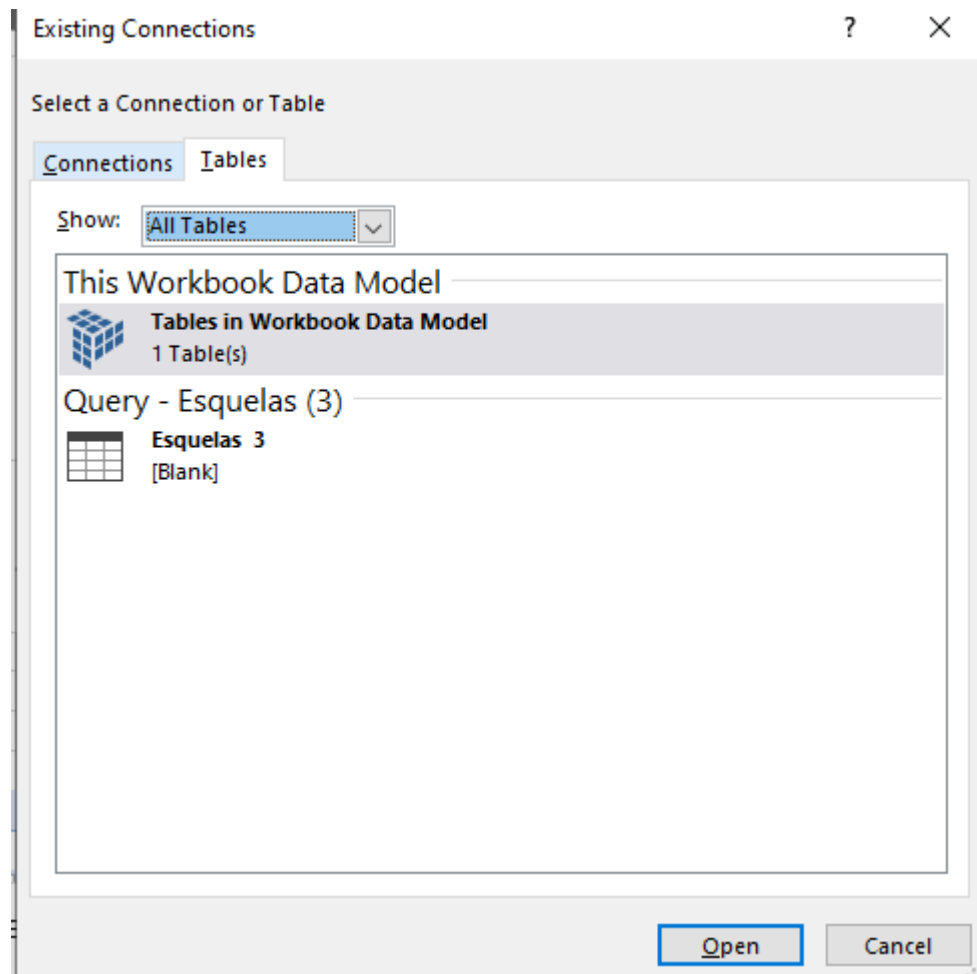 Existing Connections
Select a Connection or Table
Connections Tables
Show: All Tables
This Workbook Data Model
Tables in Workbook Data Model
1 Table(s)
Query - Esquelas (3)
Esquelas 3
[Blank]
Open Cancel